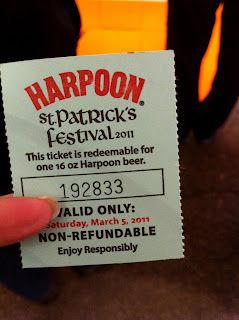 HARPOON®
St. Patrick's
Festival 2011
This ticket is redeemable for
one 16 oz Harpoon beer.
192833
VALID ONLY:
Saturday, March 5, 2011
NON-REFUNDABLE
Enjoy Responsibly